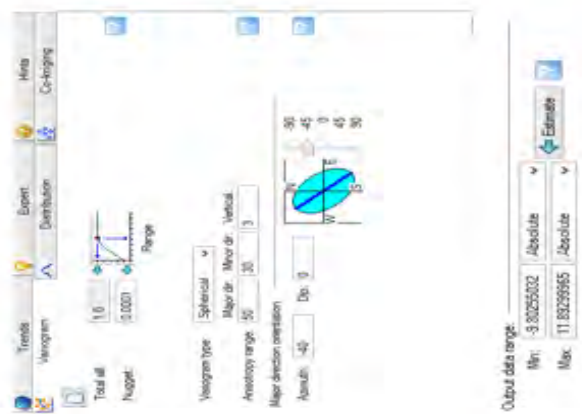 Trends Expert Hints
Variogram Distribution Co-kriging
Total sill: 1.0
Nugget: 0.0001
Range
Variogram type: Spherical
Major dir: Minor dir: Vertical:
Anisotropy range: 50 30 3
Major direction orientation
Azimuth: -40 Dip: 0
N
W E
S
-90
-45
0
45
90
Output data range:
Min: -9.80255032 Absolute
Estimate
Max: 11.89299965 Absolute